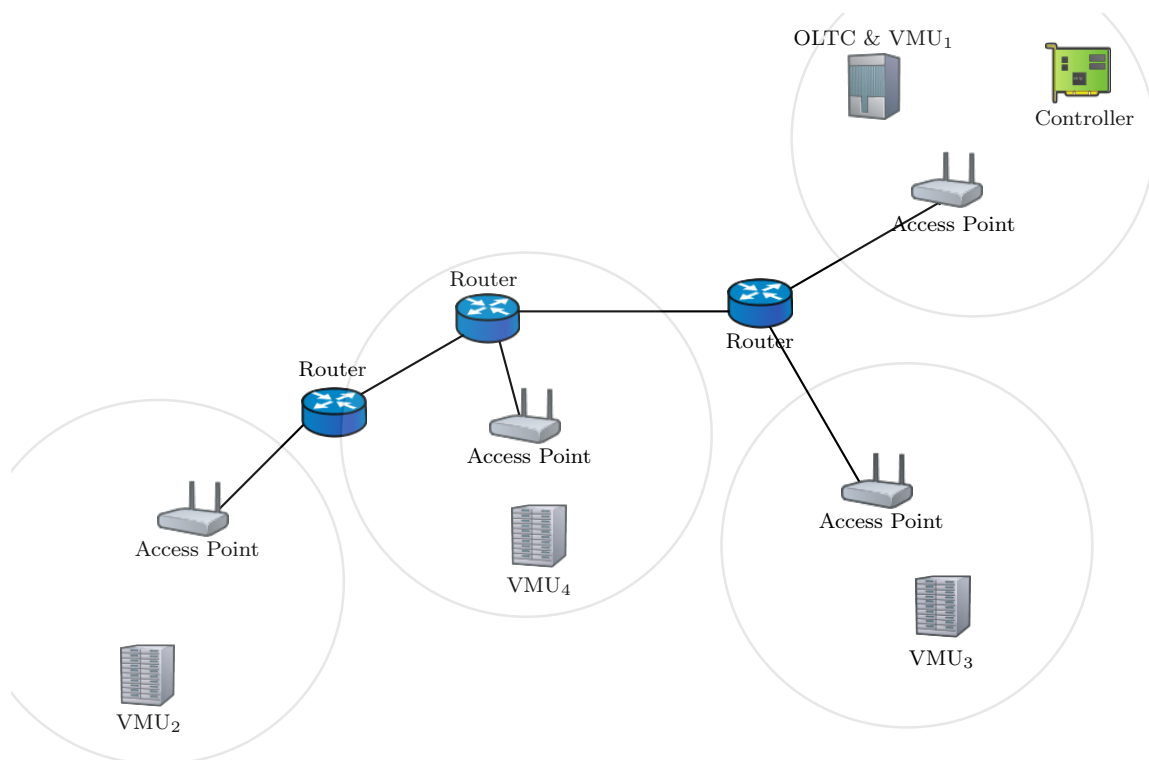 OLTC & VMU₁
Controller
Access Point
Router
Router
Router
Access Point
Access Point
Access Point
VMU₄
VMU₃
VMU₂